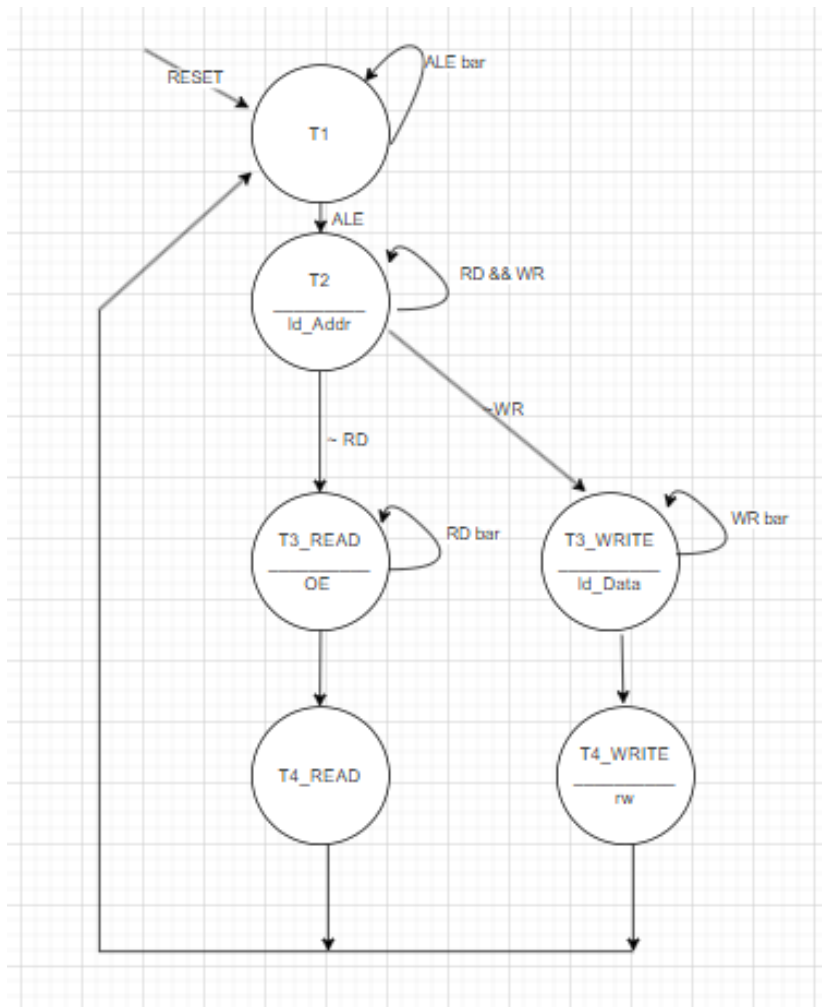 RESET
ALE bar
T1
ALE
T2
ld_Addr
RD && WR
~WR
~ RD
T3_READ
OE
RD bar
T3_WRITE
ld_Data
WR bar
T4_READ
T4_WRITE
rw